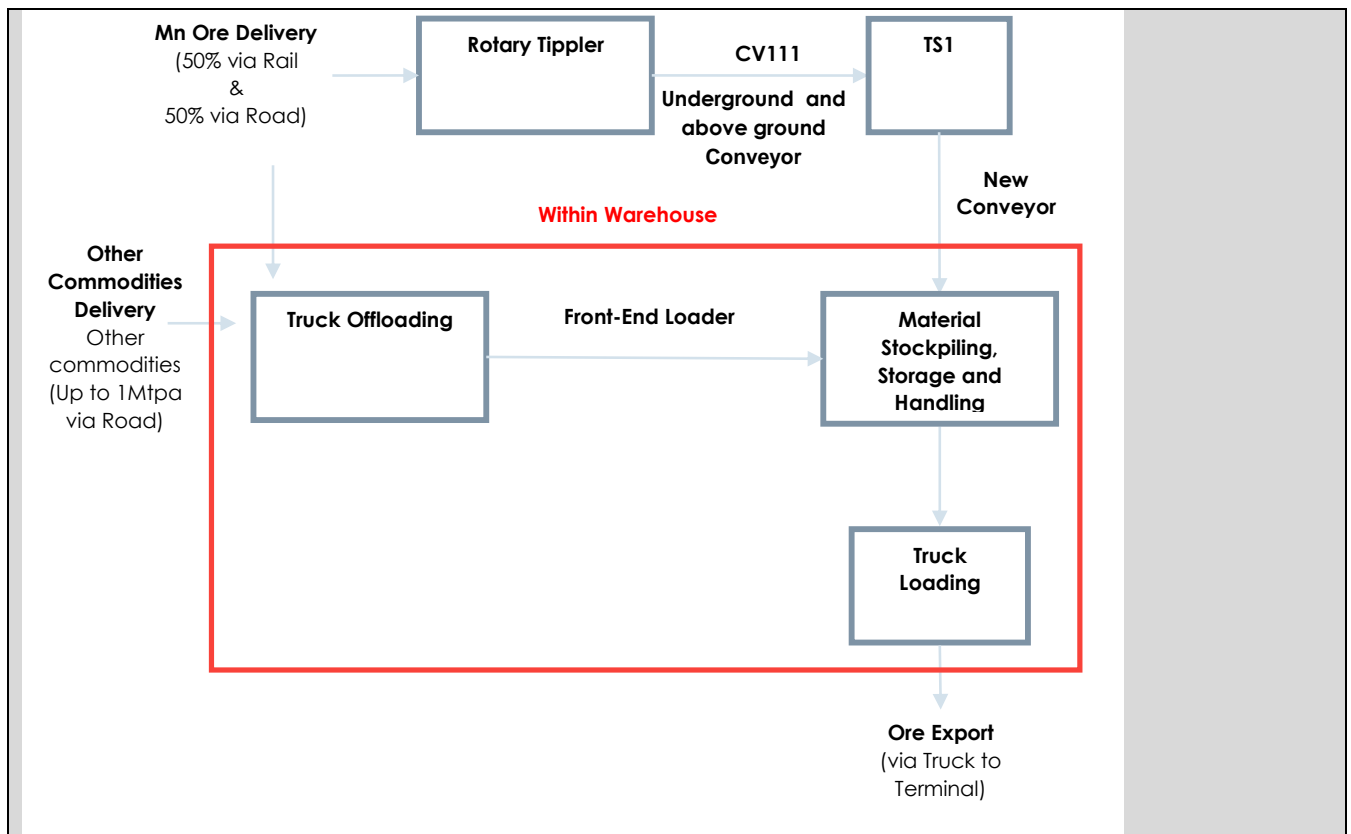 Mn Ore Delivery
(50% via Rail
&
50% via Road)
Rotary Tippler
CV111
Underground and
above ground
Conveyor
TS1
New
Conveyor
Within Warehouse
Other
Commodities
Delivery
Other
commodities
(Up to 1Mtpa
via Road)
Truck Offloading
Front-End Loader
Material
Stockpiling,
Storage and
Handling
Truck
Loading
Ore Export
(via Truck to
Terminal)